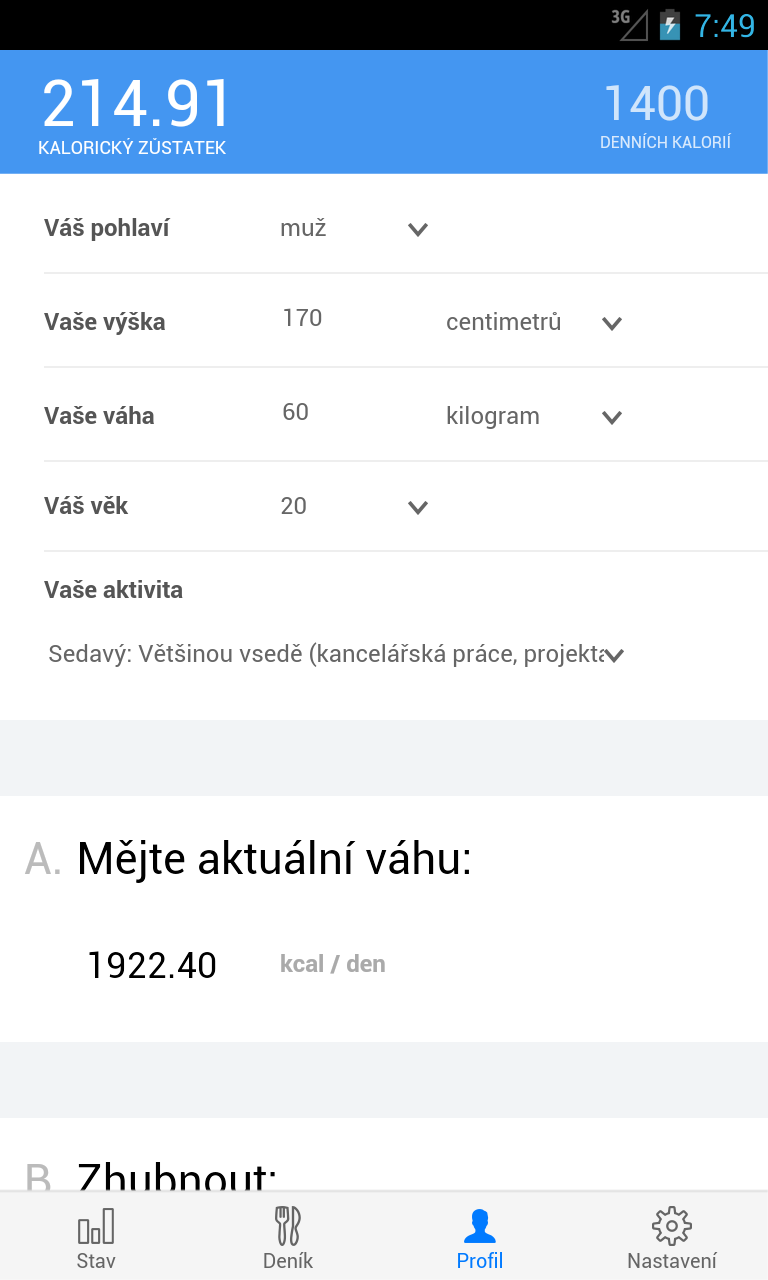 3G 7:49
214.91 1400
KALORICKÝ ZŮSTATEK DENNÍCH KALORIÍ
Váš pohlaví muž
Vaše výška 170 centimetrů
Vaše váha 60 kilogram
Váš věk 20
Vaše aktivita
Sedavý: Většinou vsedě (kancelářská práce, projekta
A. Mějte aktuální váhu:
1922.40 kcal / den
B. Zhubnout:
Stav Deník Profil Nastavení